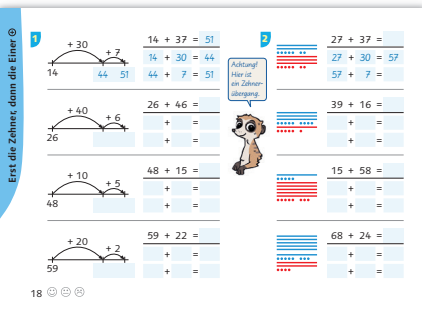 Erst die Zehner, dann die Einer
1
+ 30
+ 7
14
44 51
14 + 37 = 51
14 + 30 = 44
44 + 7 = 51
+ 40
+ 6
26
26 + 46 =
+ =
+ =
+ 10
+ 5
48
48 + 15 =
+ =
+ =
+ 20
+ 2
59
59 + 22 =
+ =
+ =
Achtung!
Hier ist
ein Zehner-
übergang.
2
27 + 37 =
27 + 30 = 57
57 + 7 =
39 + 16 =
+ =
+ =
15 + 58 =
+ =
+ =
68 + 24 =
+ =
+ =
18